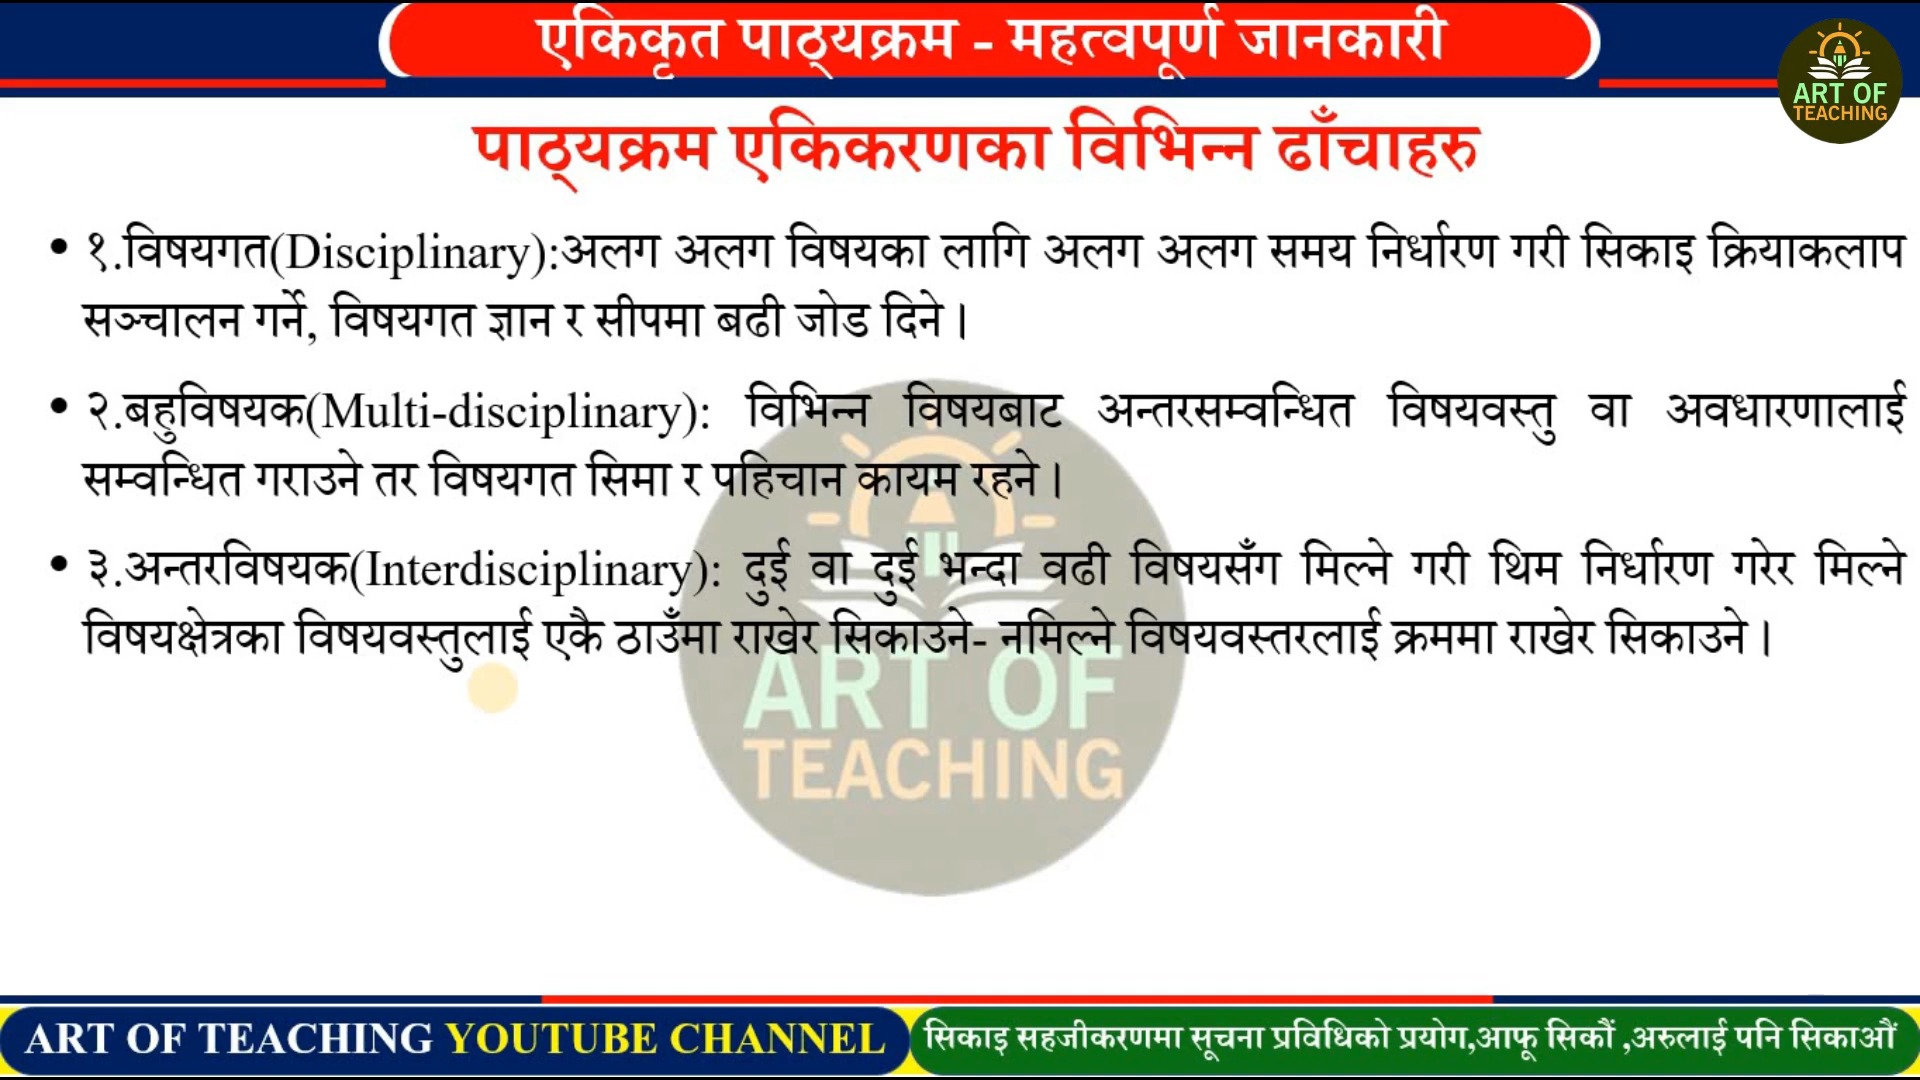 एकिकृत पाठ्यक्रम - महत्वपूर्ण जानकारी
ART OF
TEACHING
पाठ्यक्रम एकिकरणका विभिन्न ढाँचाहरु
• १.विषयगत(Disciplinary):अलग अलग विषयका लागि अलग अलग समय निर्धारण गरी सिकाइ क्रियाकलाप
सञ्चालन गर्ने, विषयगत ज्ञान र सीपमा बढी जोड दिने।
• २.बहुविषयक(Multi-disciplinary): विभिन्न विषयबाट अन्तरसम्वन्धित विषयवस्तु वा अवधारणालाई
सम्वन्धित गराउने तर विषयगत सिमा र पहिचान कायम रहने।
• ३.अन्तरविषयक(Interdisciplinary): दुई वा दुई भन्दा वढी विषयसँग मिल्ने गरी थिम निर्धारण गरेर मिल्ने
विषयक्षेत्रका विषयवस्तुलाई एकै ठाउँमा राखेर सिकाउने- नमिल्ने विषयवस्तरलाई क्रममा राखेर सिकाउने।
ART OF
TEACHING
ART OF TEACHING YOUTUBE CHANNEL
सिकाइ सहजीकरणमा सूचना प्रविधिको प्रयोग,आफू सिकौं ,अरुलाई पनि सिकाऔं